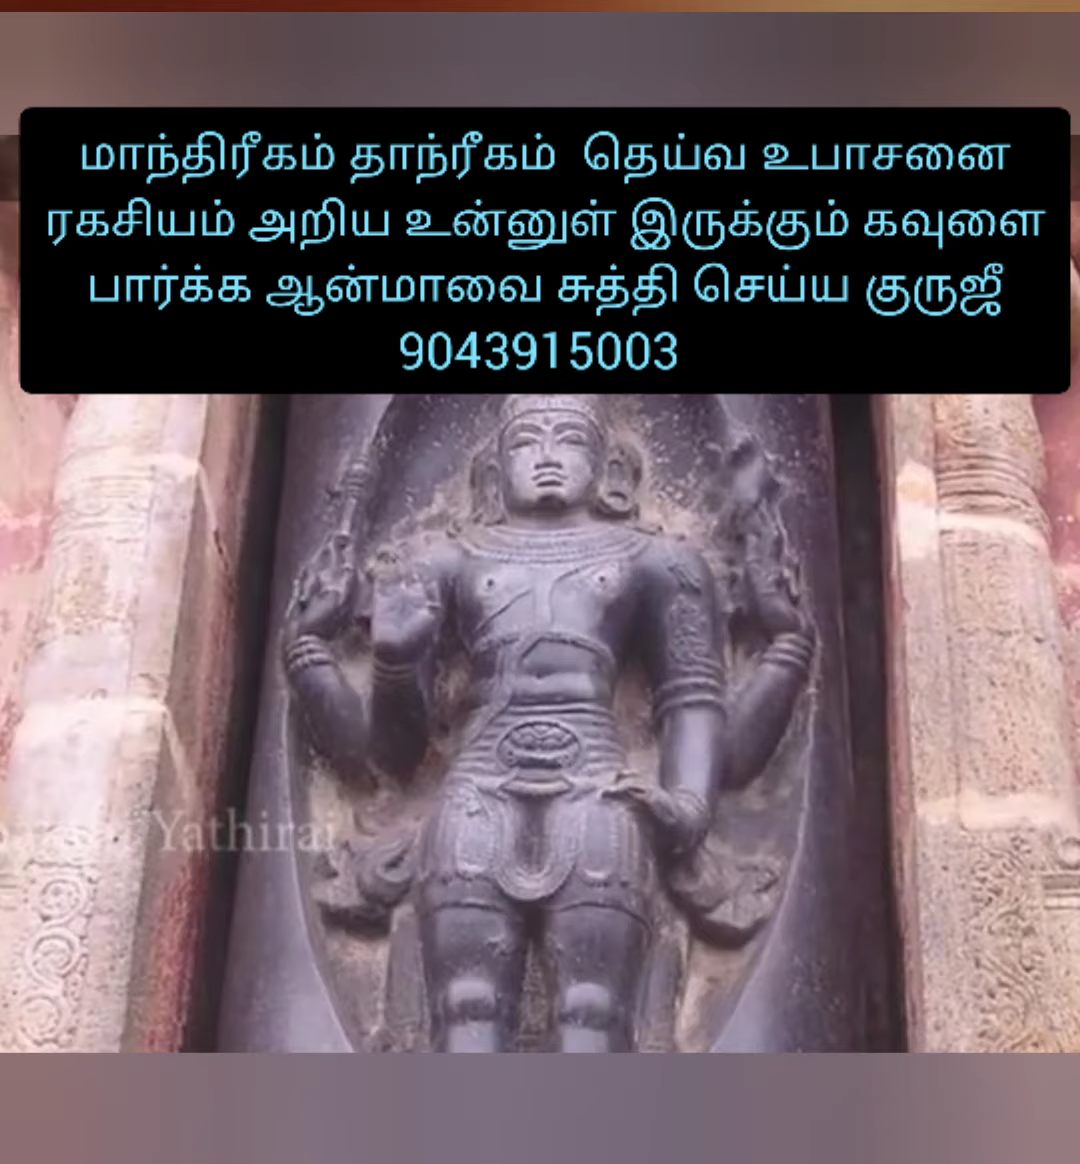 மாந்திரீகம் தாந்ரீகம் தெய்வ உபாசனை
ரகசியம் அறிய உன்னுள் இருக்கும் கவுளை
பார்க்க ஆன்மாவை சுத்தி செய்ய குருஜீ
9043915003
Yathirai